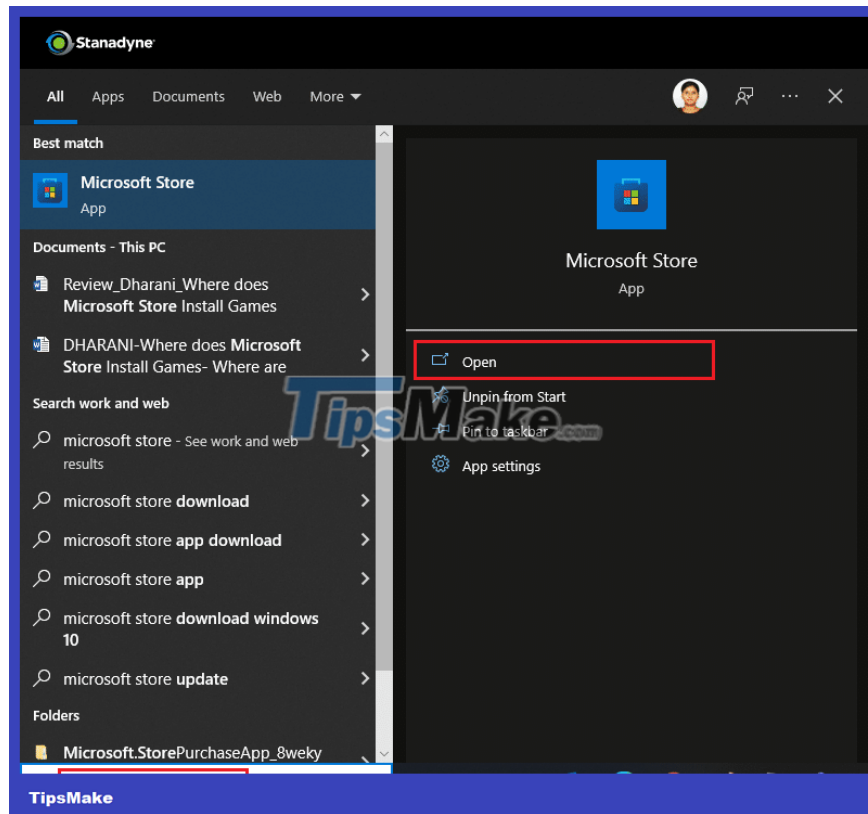 Stanadyne
All Apps Documents Web More
Best match
Microsoft Store
App
Documents - This PC
Review_Dharani_Where does
Microsoft Store Install Games
DHARANI-Where does Microsoft
Store Install Games- Where are
Search work and web
microsoft store - See work and web
results
microsoft store download
microsoft store app download
microsoft store app
microsoft store download windows
10
microsoft store update
Folders
Microsoft.StorePurchaseApp_8weky
Microsoft Store
App
Open
Unpin from Start
Pin to taskbar
App settings
TipsMake.com
TipsMake